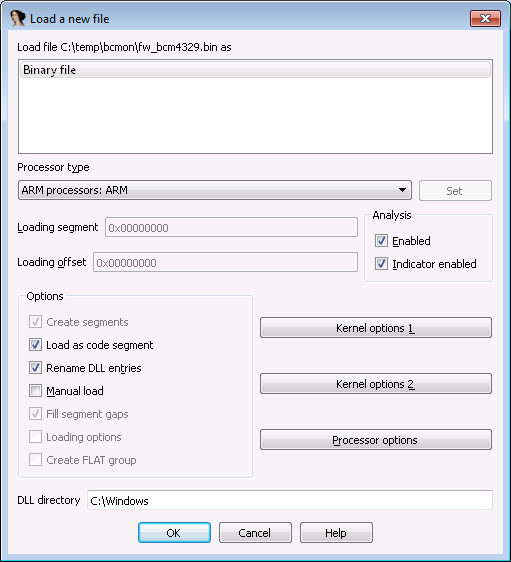 Load a new file
Load file C:\temp\bcmon\fw_bcm4329.bin as
Binary file
Processor type
ARM processors: ARM
Set
Loading segment 0x00000000
Loading offset 0x00000000
Analysis
Enabled
Indicator enabled
Options
Create segments
Load as code segment
Rename DLL entries
Manual load
Fill segment gaps
Loading options
Create FLAT group
Kernel options 1
Kernel options 2
Processor options
DLL directory C:\Windows
OK Cancel Help